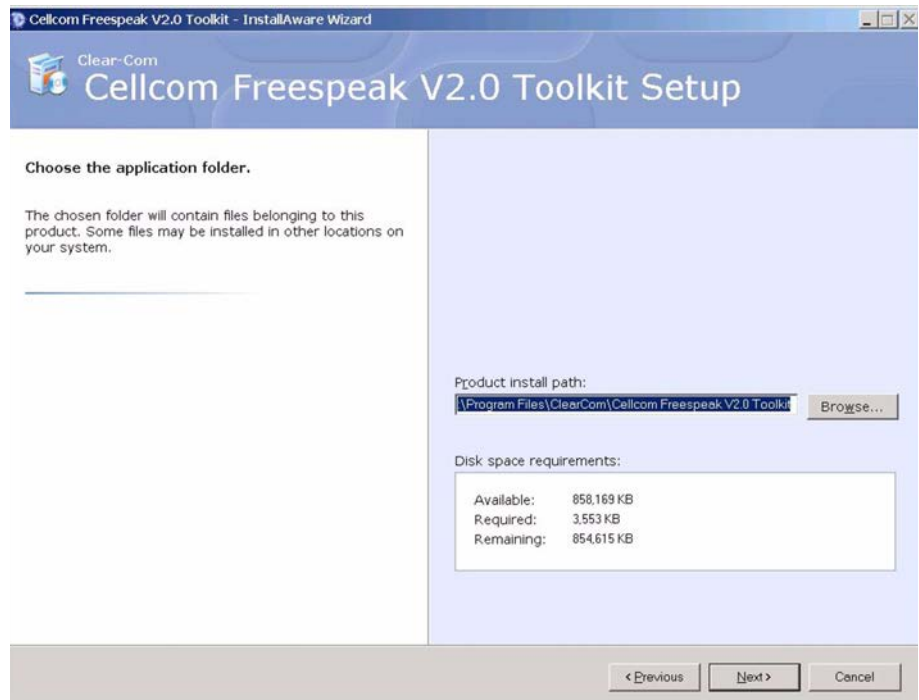 Cellcom Freespeak V2.0 Toolkit - InstallAware Wizard
Clear-Com
Cellcom Freespeak V2.0 Toolkit Setup
Choose the application folder.
The chosen folder will contain files belonging to this
product. Some files may be installed in other locations on
your system.
Product install path:
:\Program Files\ClearCom\Cellcom Freespeak V2.0 Toolkit
Browse...
Disk space requirements:
Available: 858,169 KB
Required: 3,553 KB
Remaining: 854,615 KB
< Previous
Next >
Cancel